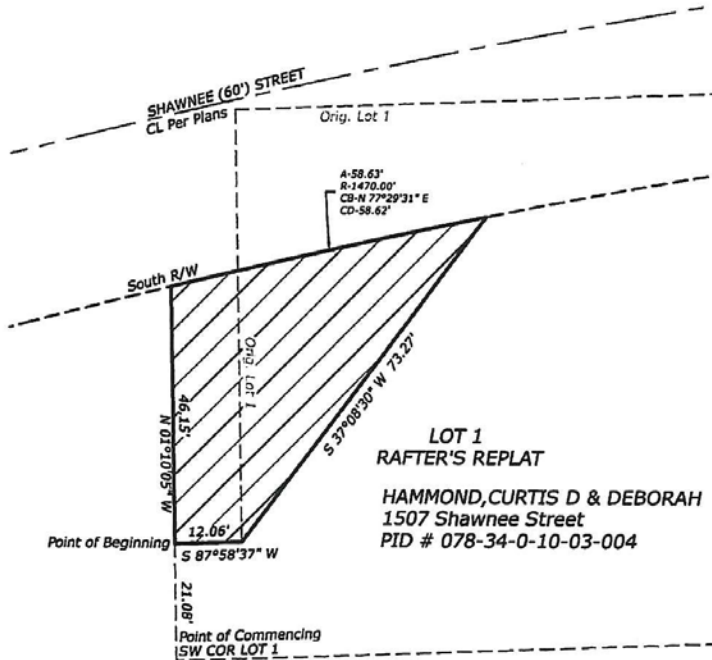 SHAWNEE (60') STREET
CL Per Plans
Orig. Lot 1
A-58.63'
R-1470.00'
CB-N 77°29'31" E
CD-58.62'
South R/W
Orig. Lot 1
46.15'
N 01°10'05" W
S 37°08'30" W 73.27'
LOT 1
RAFTER'S REPLAT
HAMMOND,CURTIS D & DEBORAH
1507 Shawnee Street
PID # 078-34-0-10-03-004
12.06'
Point of Beginning
S 87°58'37" W
21.08'
Point of Commencing
SW COR LOT 1